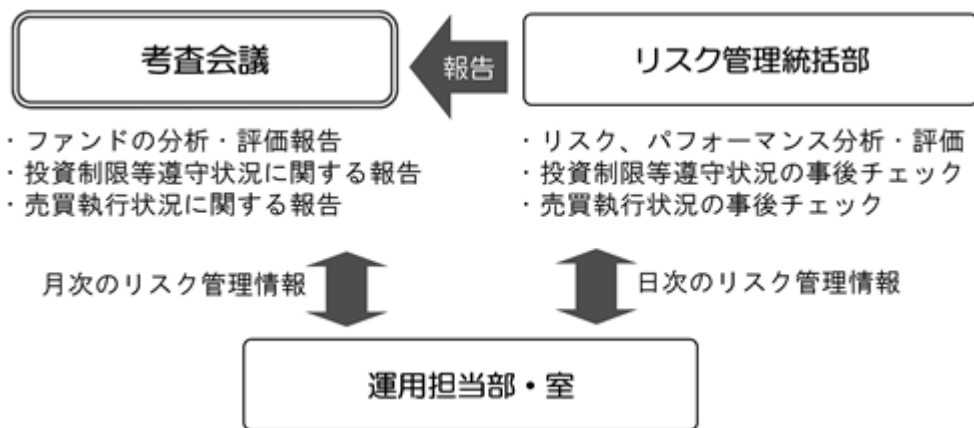 考査会議
報告
リスク管理統括部
・ファンドの分析・評価報告
・投資制限等遵守状況に関する報告
・売買執行状況に関する報告
・リスク、パフォーマンス分析・評価
・投資制限等遵守状況の事後チェック
・売買執行状況の事後チェック
月次のリスク管理情報
日次のリスク管理情報
運用担当部・室